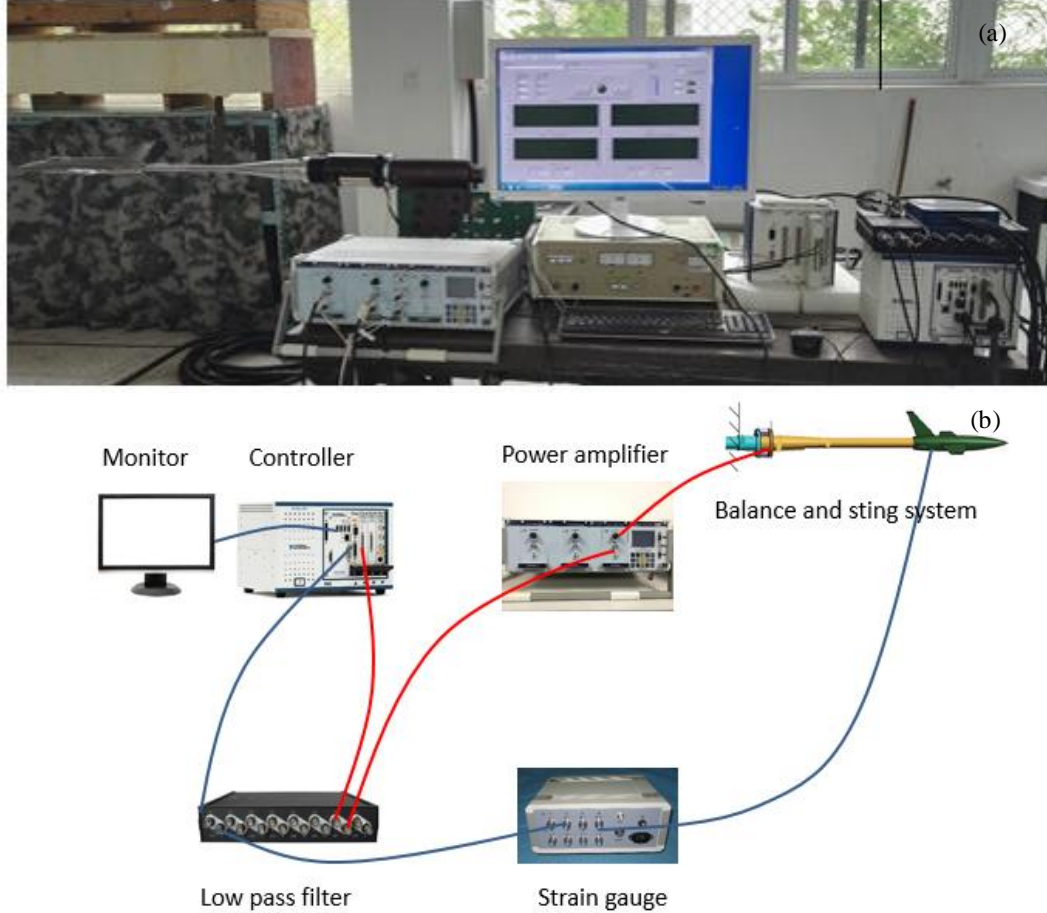 (a)
(b)
Monitor
Controller
Power amplifier
Balance and sting system
Low pass filter
Strain gauge